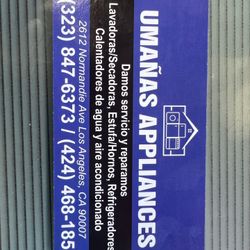 UMAÑAS APPLIANCES
Damos servicio y reparamos
Lavadoras/Secadoras, Estufa/Hornos, Refrigeradores
Calentadores de agua y aire acondicionado
2612 Normandie Ave Los Angeles, CA 90007
(323) 847-6373 / (424) 468-185